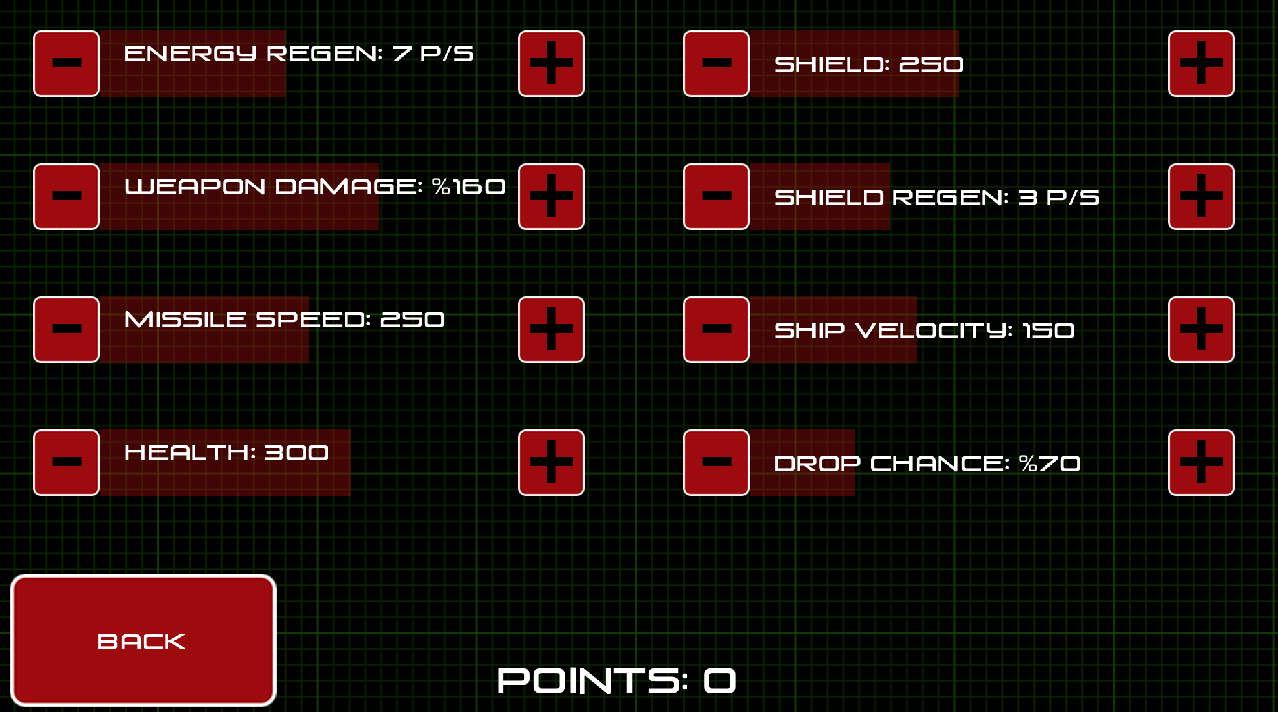 ENERGY REGEN: 7 P/S
SHIELD: 250
WEAPON DAMAGE: %160
SHIELD REGEN: 3 P/S
MISSILE SPEED: 250
SHIP VELOCITY: 150
HEALTH: 300
DROP CHANCE: %70
BACK
POINTS: 0